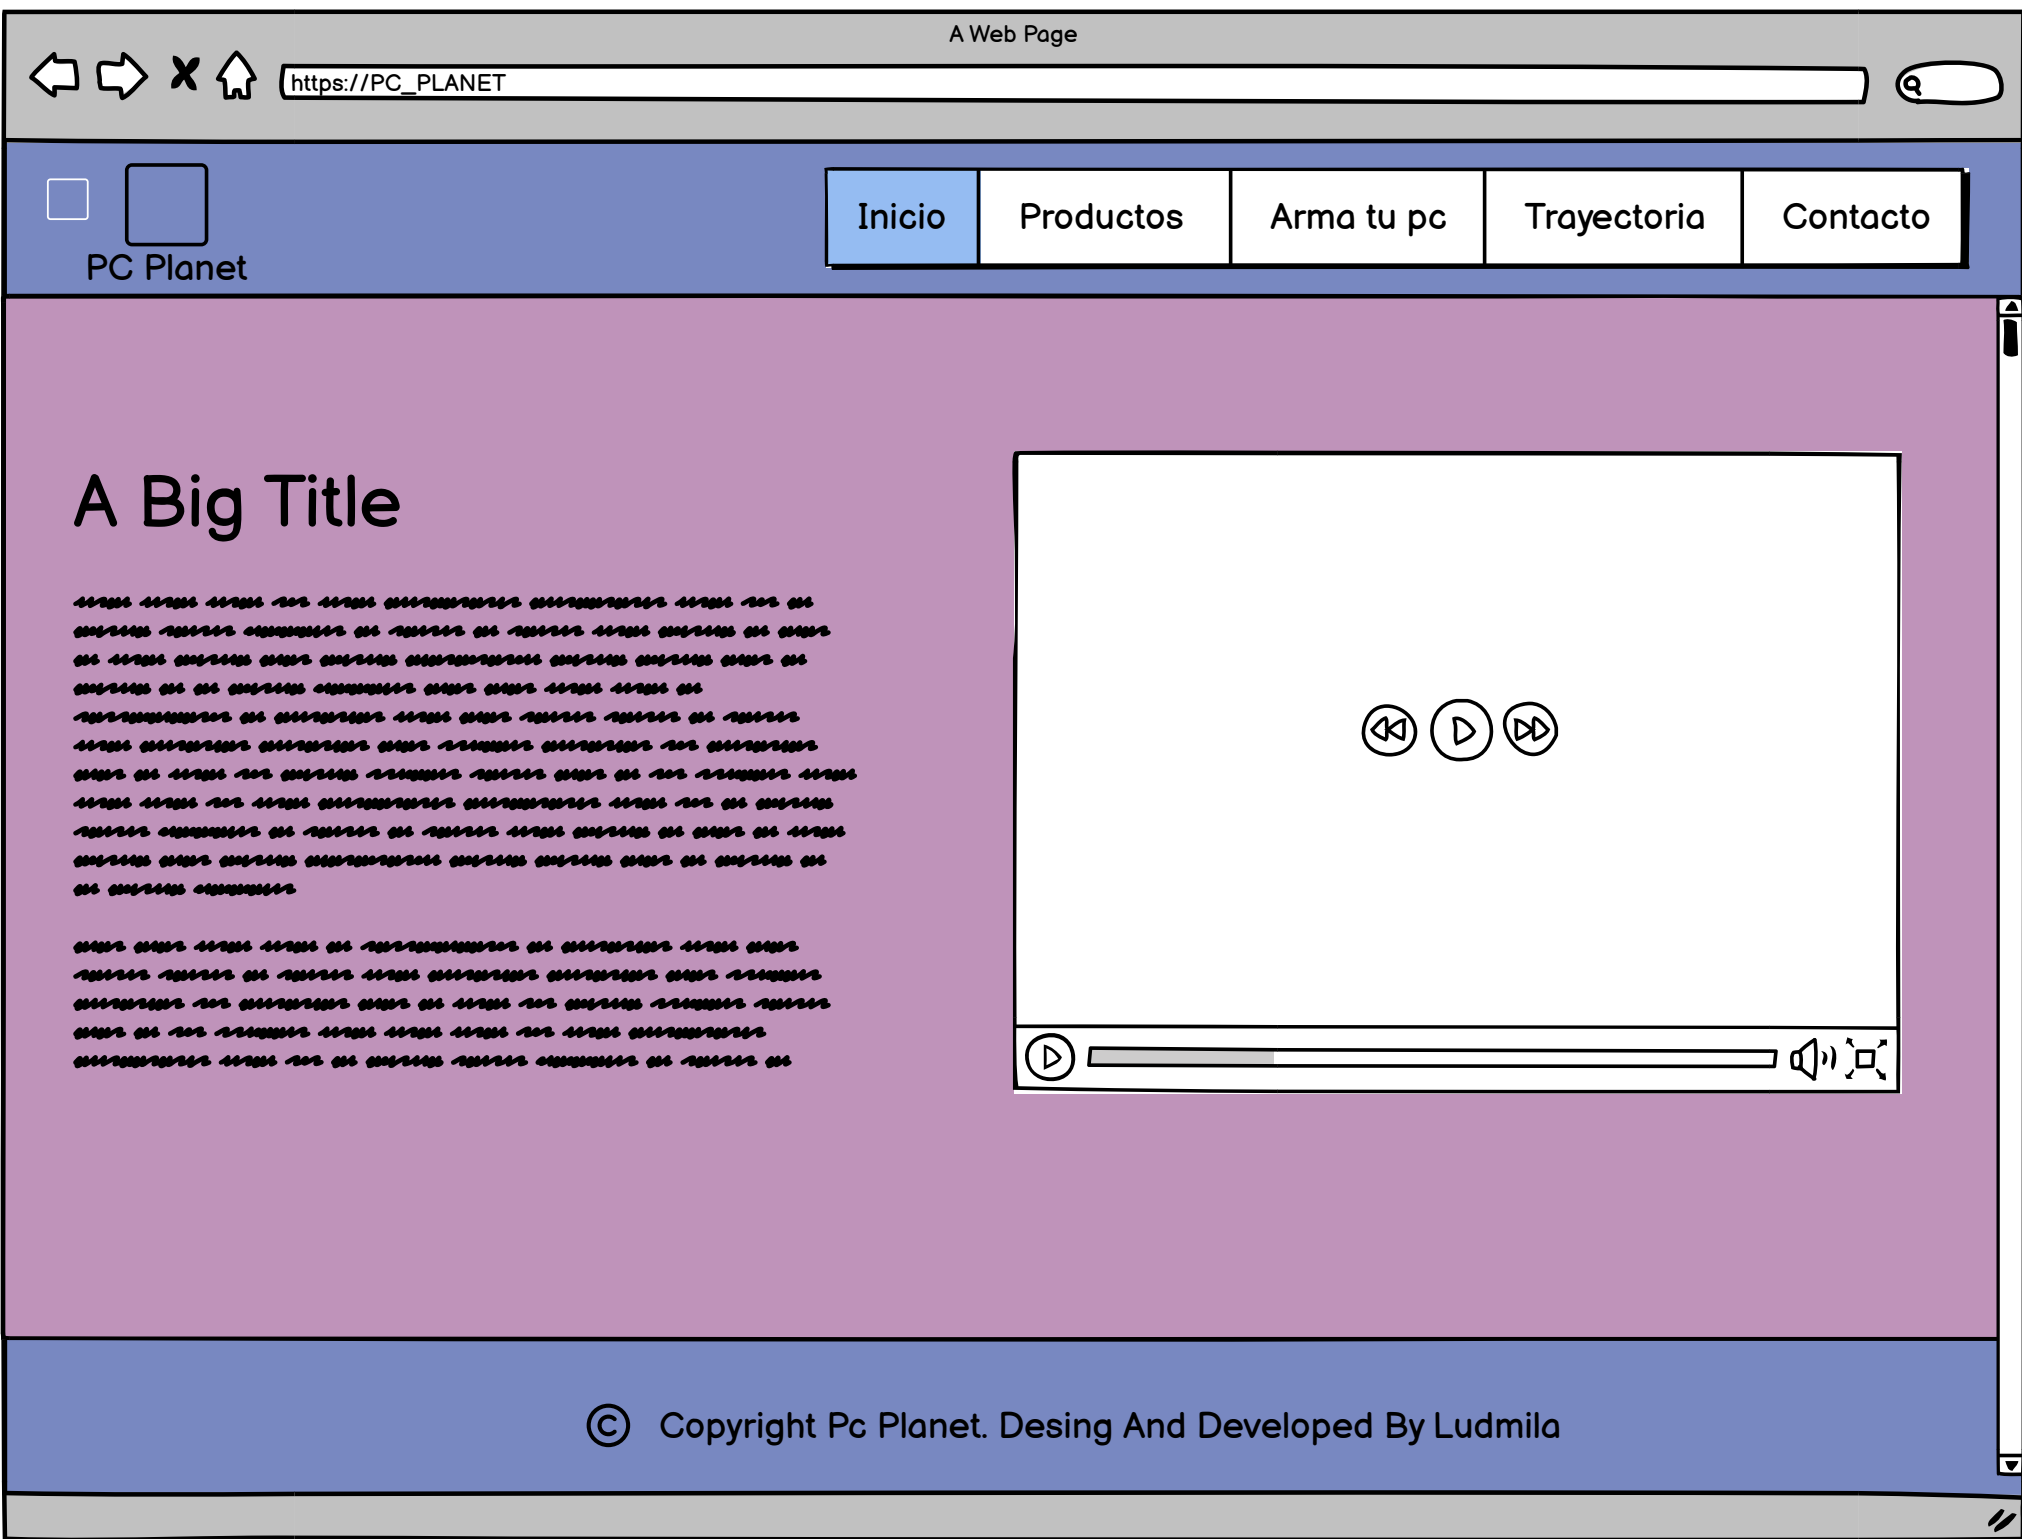 A Web Page
https://PC_PLANET
PC Planet
Inicio Productos Arma tu pc Trayectoria Contacto
A Big Title
© Copyright Pc Planet. Desing And Developed By Ludmila